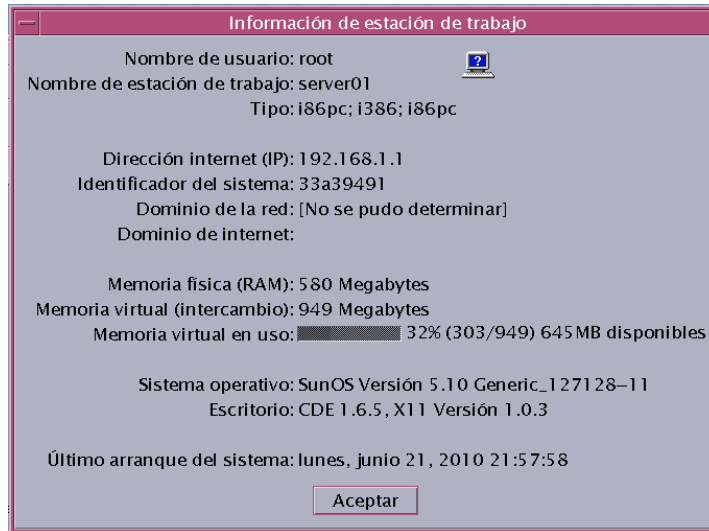 Información de estación de trabajo
Nombre de usuario: root
Nombre de estación de trabajo: server01
Tipo: i86pc; i386; i86pc
Dirección internet (IP): 192.168.1.1
Identificador del sistema: 33a39491
Dominio de la red: [No se pudo determinar]
Dominio de internet:
Memoria física (RAM): 580 Megabytes
Memoria virtual (intercambio): 949 Megabytes
Memoria virtual en uso: 32% (303/949) 645MB disponibles
Sistema operativo: SunOS Versión 5.10 Generic_127128-11
Escritorio: CDE 1.6.5, X11 Versión 1.0.3
Último arranque del sistema: lunes, junio 21, 2010 21:57:58
Aceptar